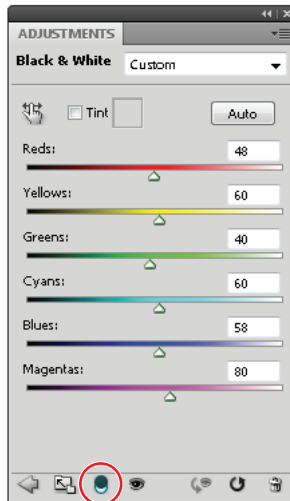 ADJUSTMENTS
Black & White Custom
Tint Auto
Reds: 48
Yellows: 60
Greens: 40
Cyans: 60
Blues: 58
Magentas: 80